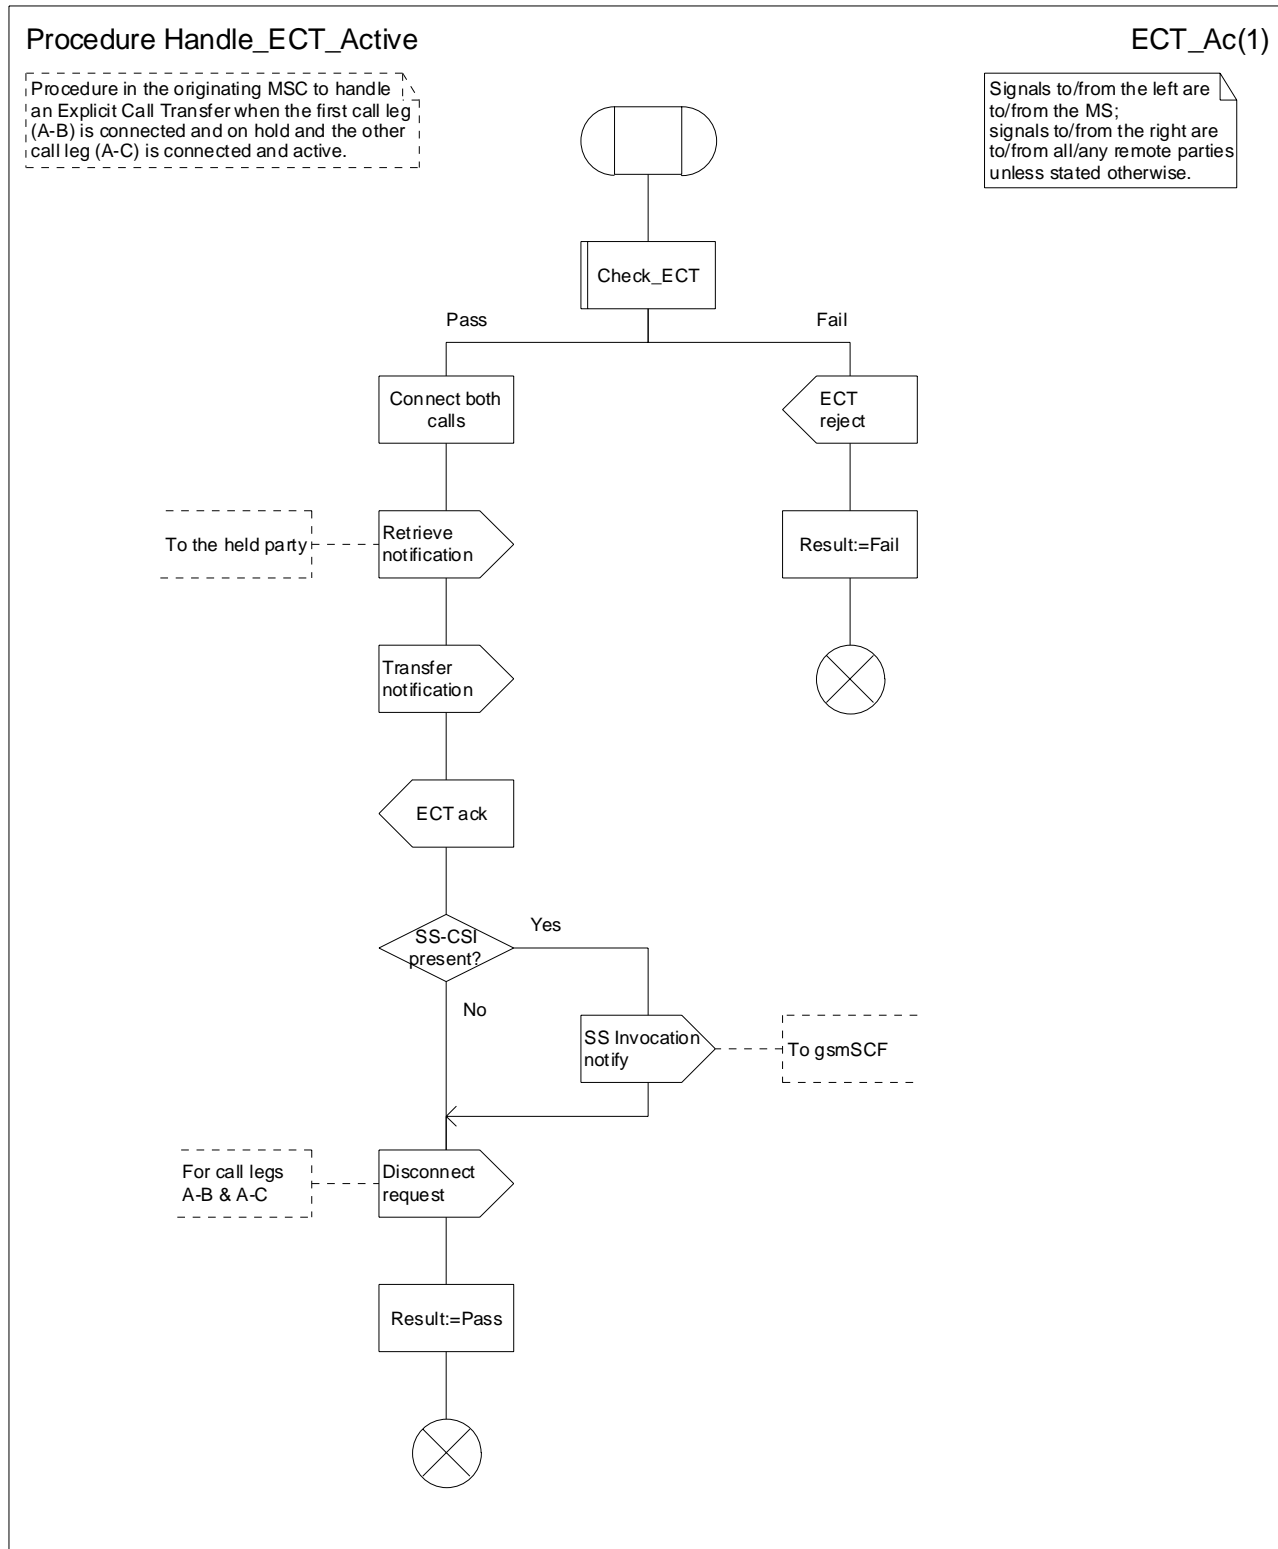 Procedure Handle_ECT_Active
ECT_Ac(1)
Procedure in the originating MSC to handle
an Explicit Call Transfer when the first call leg
(A-B) is connected and on hold and the other
call leg (A-C) is connected and active.
Signals to/from the left are
to/from the MS;
signals to/from the right are
to/from all/any remote parties
unless stated otherwise.
Check_ECT
Pass
Fail
Connect both
calls
ECT
reject
To the held party
Retrieve
notification
Result:=Fail
Transfer
notification
ECT ack
SS-CSI
present?
Yes
No
SS Invocation
notify
To gsmSCF
For call legs
A-B & A-C
Disconnect
request
Result:=Pass